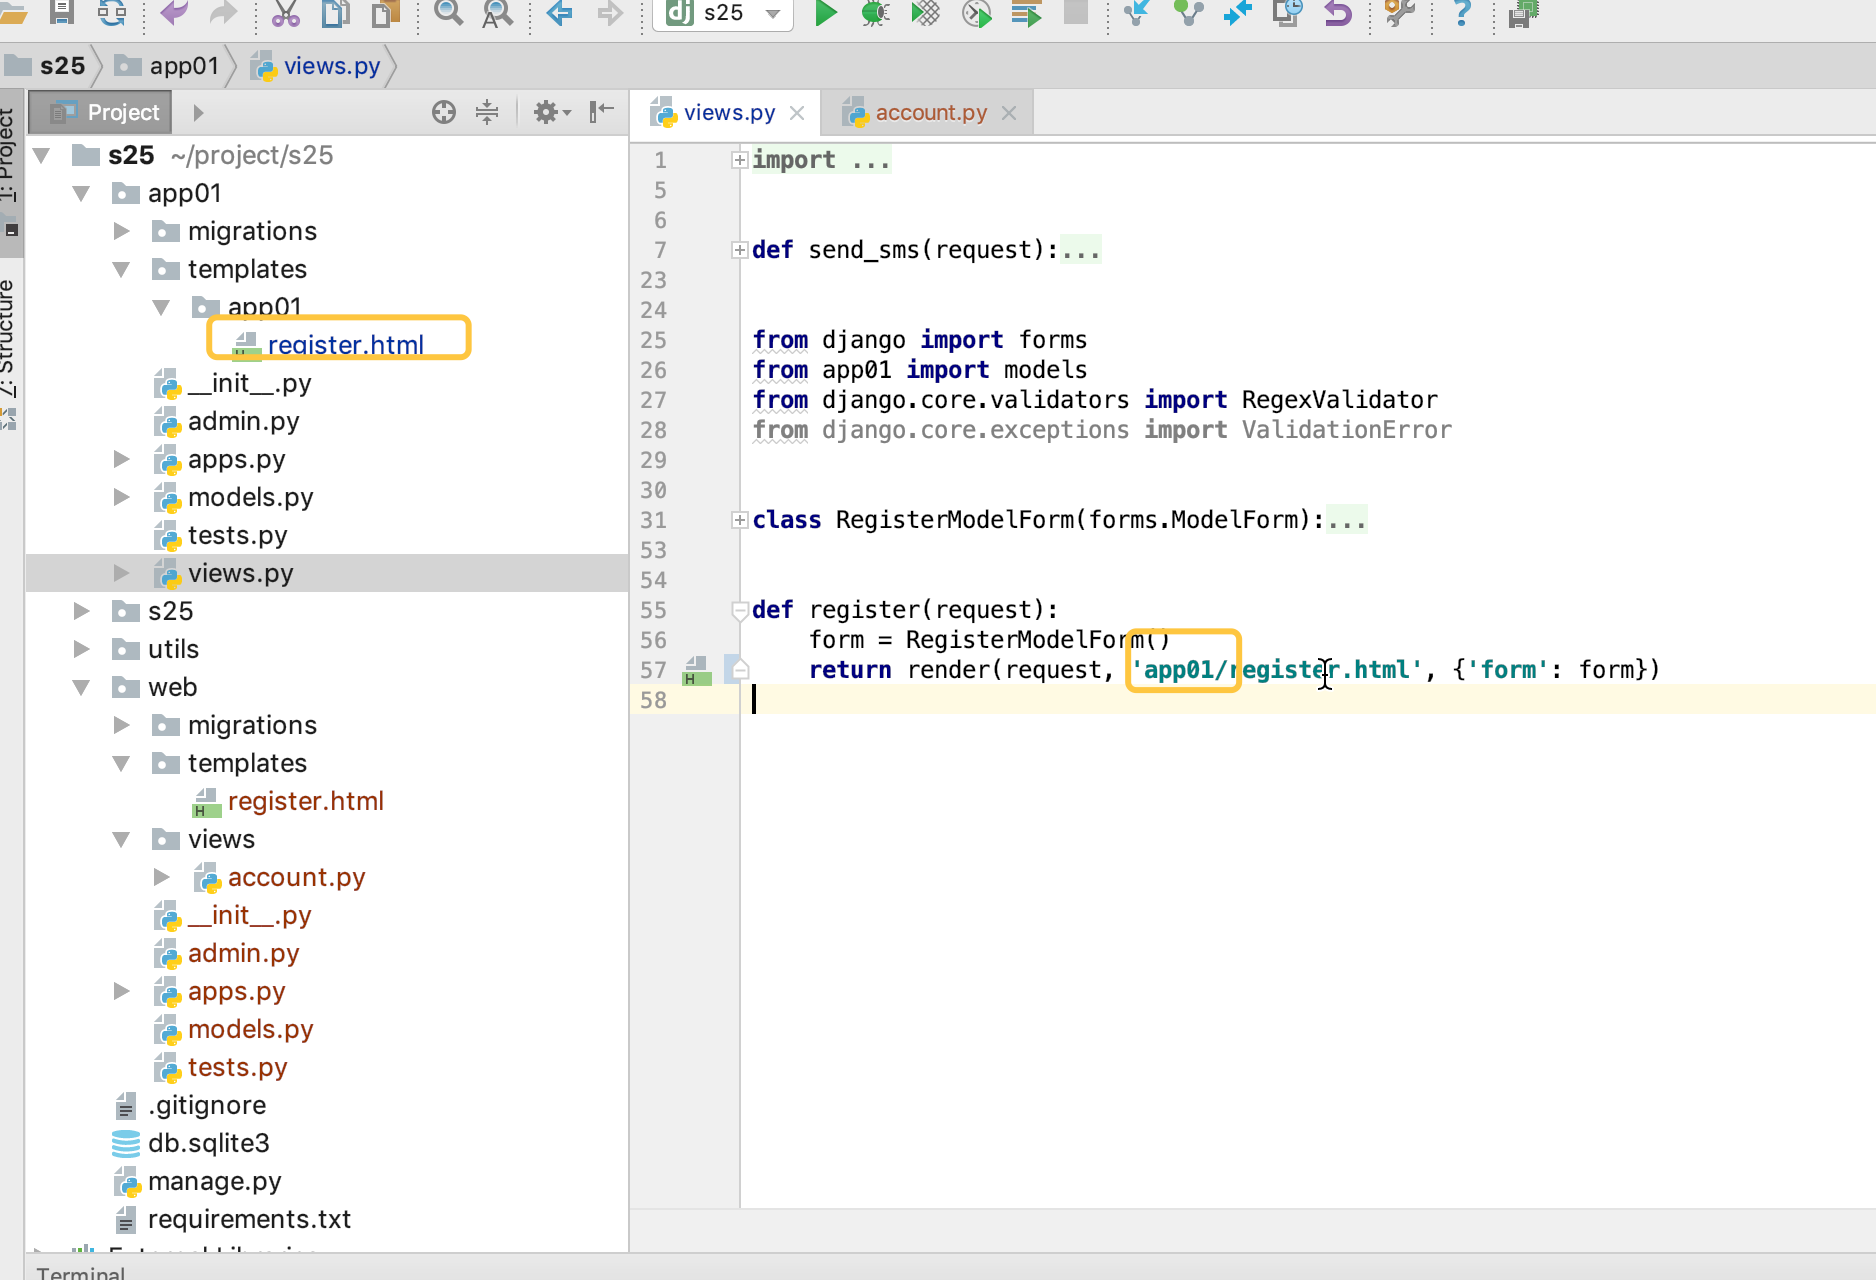 s25
s25
app01
views.py
1: Project
7: Structure
Project
views.py
account.py
s25 ~/project/s25
app01
migrations
templates
app01
register.html
__init__.py
admin.py
apps.py
models.py
tests.py
views.py
s25
utils
web
migrations
templates
register.html
views
account.py
__init__.py
admin.py
apps.py
models.py
tests.py
.gitignore
db.sqlite3
manage.py
requirements.txt
External Libraries
Terminal
1 import ...
5
6
7 def send_sms(request):...
23
24
25 from django import forms
26 from app01 import models
27 from django.core.validators import RegexValidator
28 from django.core.exceptions import ValidationError
29
30
31 class RegisterModelForm(forms.ModelForm):...
53
54
55 def register(request):
56 form = RegisterModelForm()
57 return render(request, 'app01/register.html', {'form': form})
58